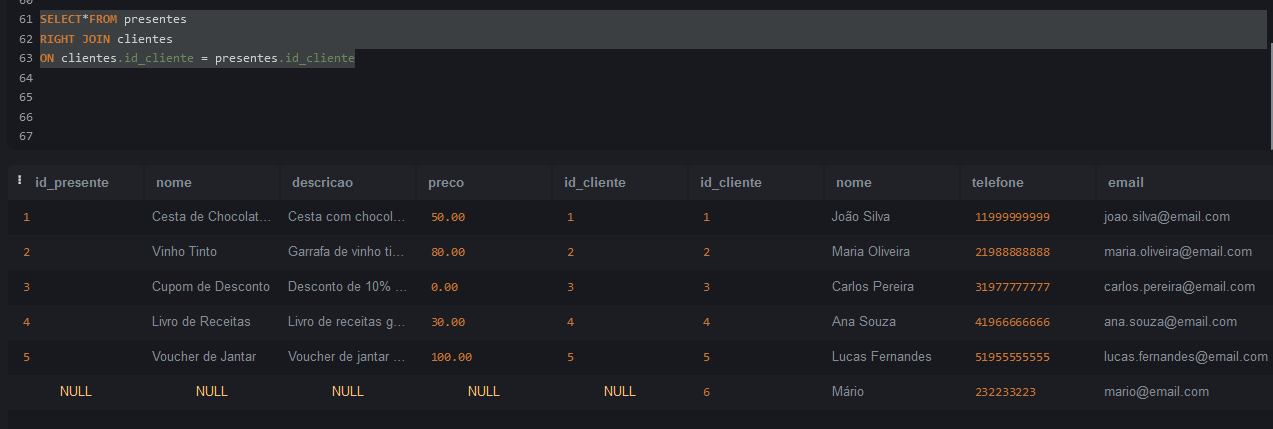 60
61 SELECT*FROM presentes
62 RIGHT JOIN clientes
63 ON clientes.id_cliente = presentes.id_cliente
64
65
66
67
id_presente nome descricao preco id_cliente id_cliente nome telefone email
1 Cesta de Chocolat... Cesta com chocol... 50.00 1 1 João Silva 11999999999 joao.silva@email.com
2 Vinho Tinto Garrafa de vinho ti... 80.00 2 2 Maria Oliveira 21988888888 maria.oliveira@email.com
3 Cupom de Desconto Desconto de 10% ... 0.00 3 3 Carlos Pereira 31977777777 carlos.pereira@email.com
4 Livro de Receitas Livro de receitas g... 30.00 4 4 Ana Souza 41966666666 ana.souza@email.com
5 Voucher de Jantar Voucher de jantar ... 100.00 5 5 Lucas Fernandes 51955555555 lucas.fernandes@email.com
NULL NULL NULL NULL NULL 6 Mário 232233223 mario@email.com